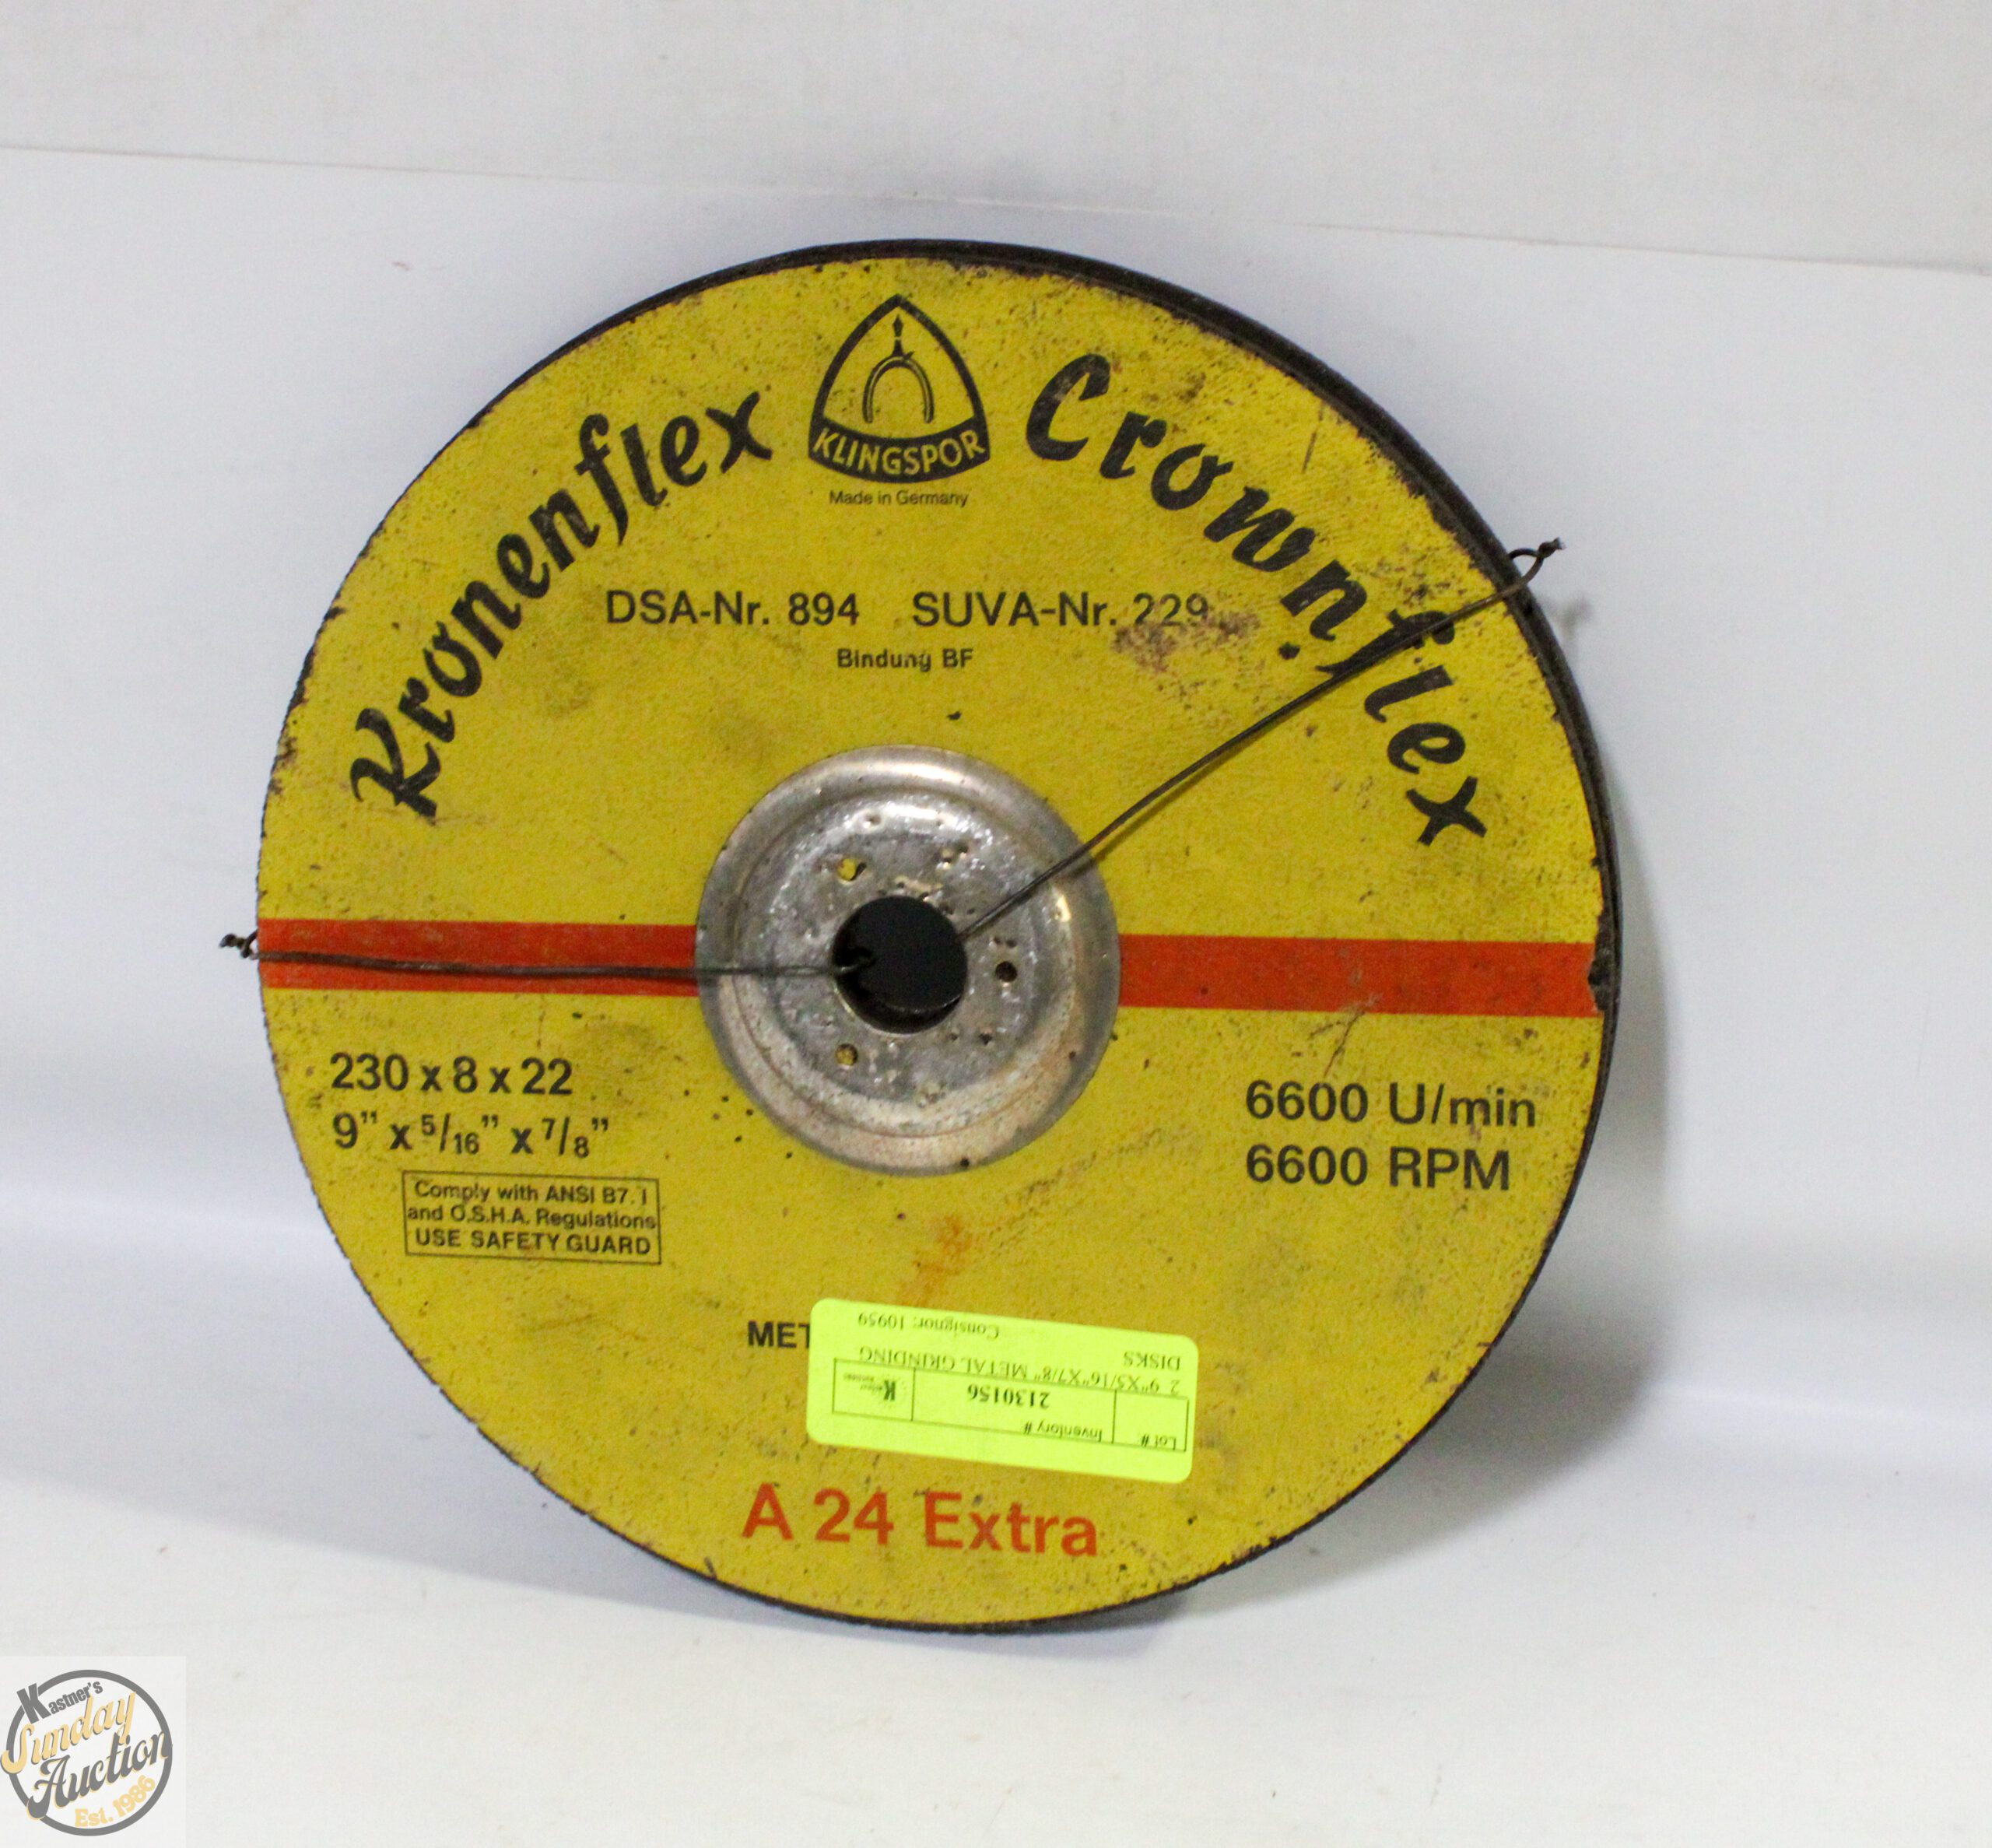 Kronenflex
KLINGSPOR
Crownflex
Made in Germany
DSA-Nr. 894 SUVA-Nr. 229
Bindung BF
230 x 8 x 22
9" x 5/16" x 7/8"
6600 U/min
6600 RPM
Comply with ANSI B7.1
and O.S.H.A. Regulations
USE SAFETY GUARD
MET
Lot # Inventory #
2130156
2 9"X5/16"X7/8" METAL GRINDING
DISKS
Consignor: 10959
A 24 Extra
Kastner's
Sunday
Auction
Est. 1986